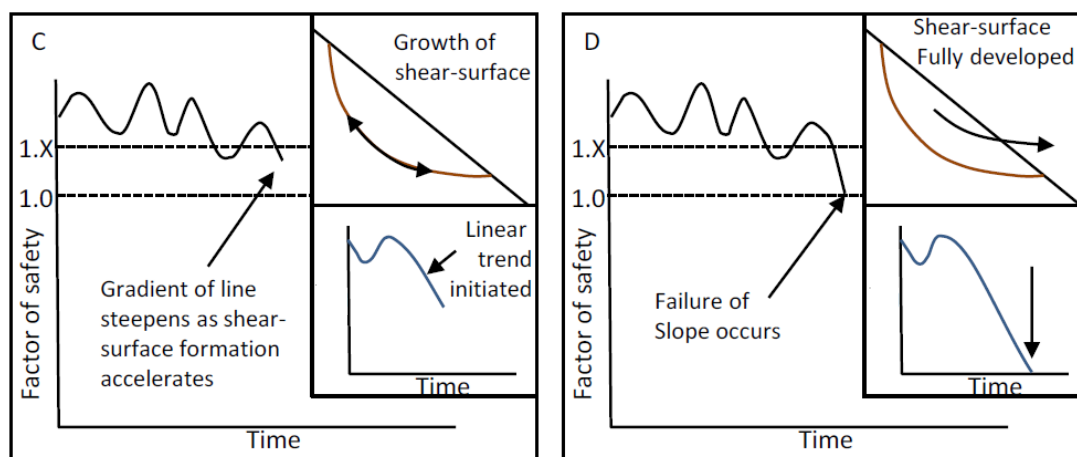 C
Growth of
shear-surface
1.X
1.0
Factor of safety
Gradient of line
steepens as shear-
surface formation
accelerates
Linear
trend
initiated
Time
Time
D
Shear-surface
Fully developed
1.X
1.0
Factor of safety
Failure of
Slope occurs
Time
Time